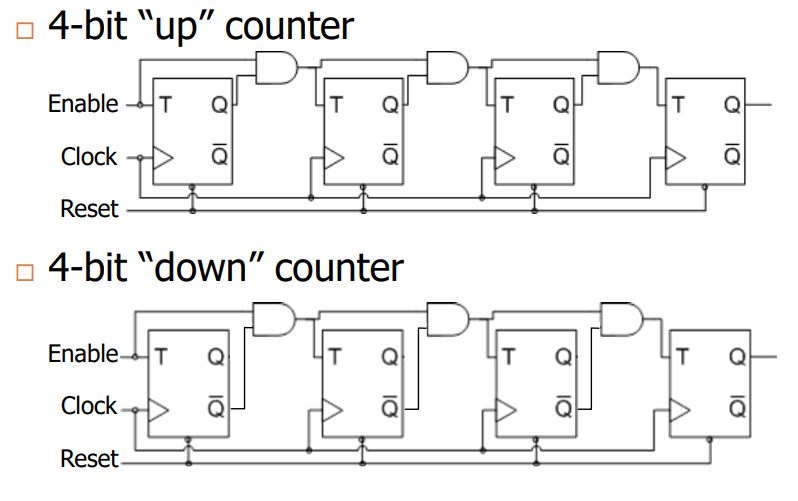 4-bit “up” counter
Enable T Q T Q T Q T Q
Clock Q̅ Q̅ Q̅ Q̅
Reset
4-bit “down” counter
Enable T Q T Q T Q T Q
Clock Q̅ Q̅ Q̅ Q̅
Reset